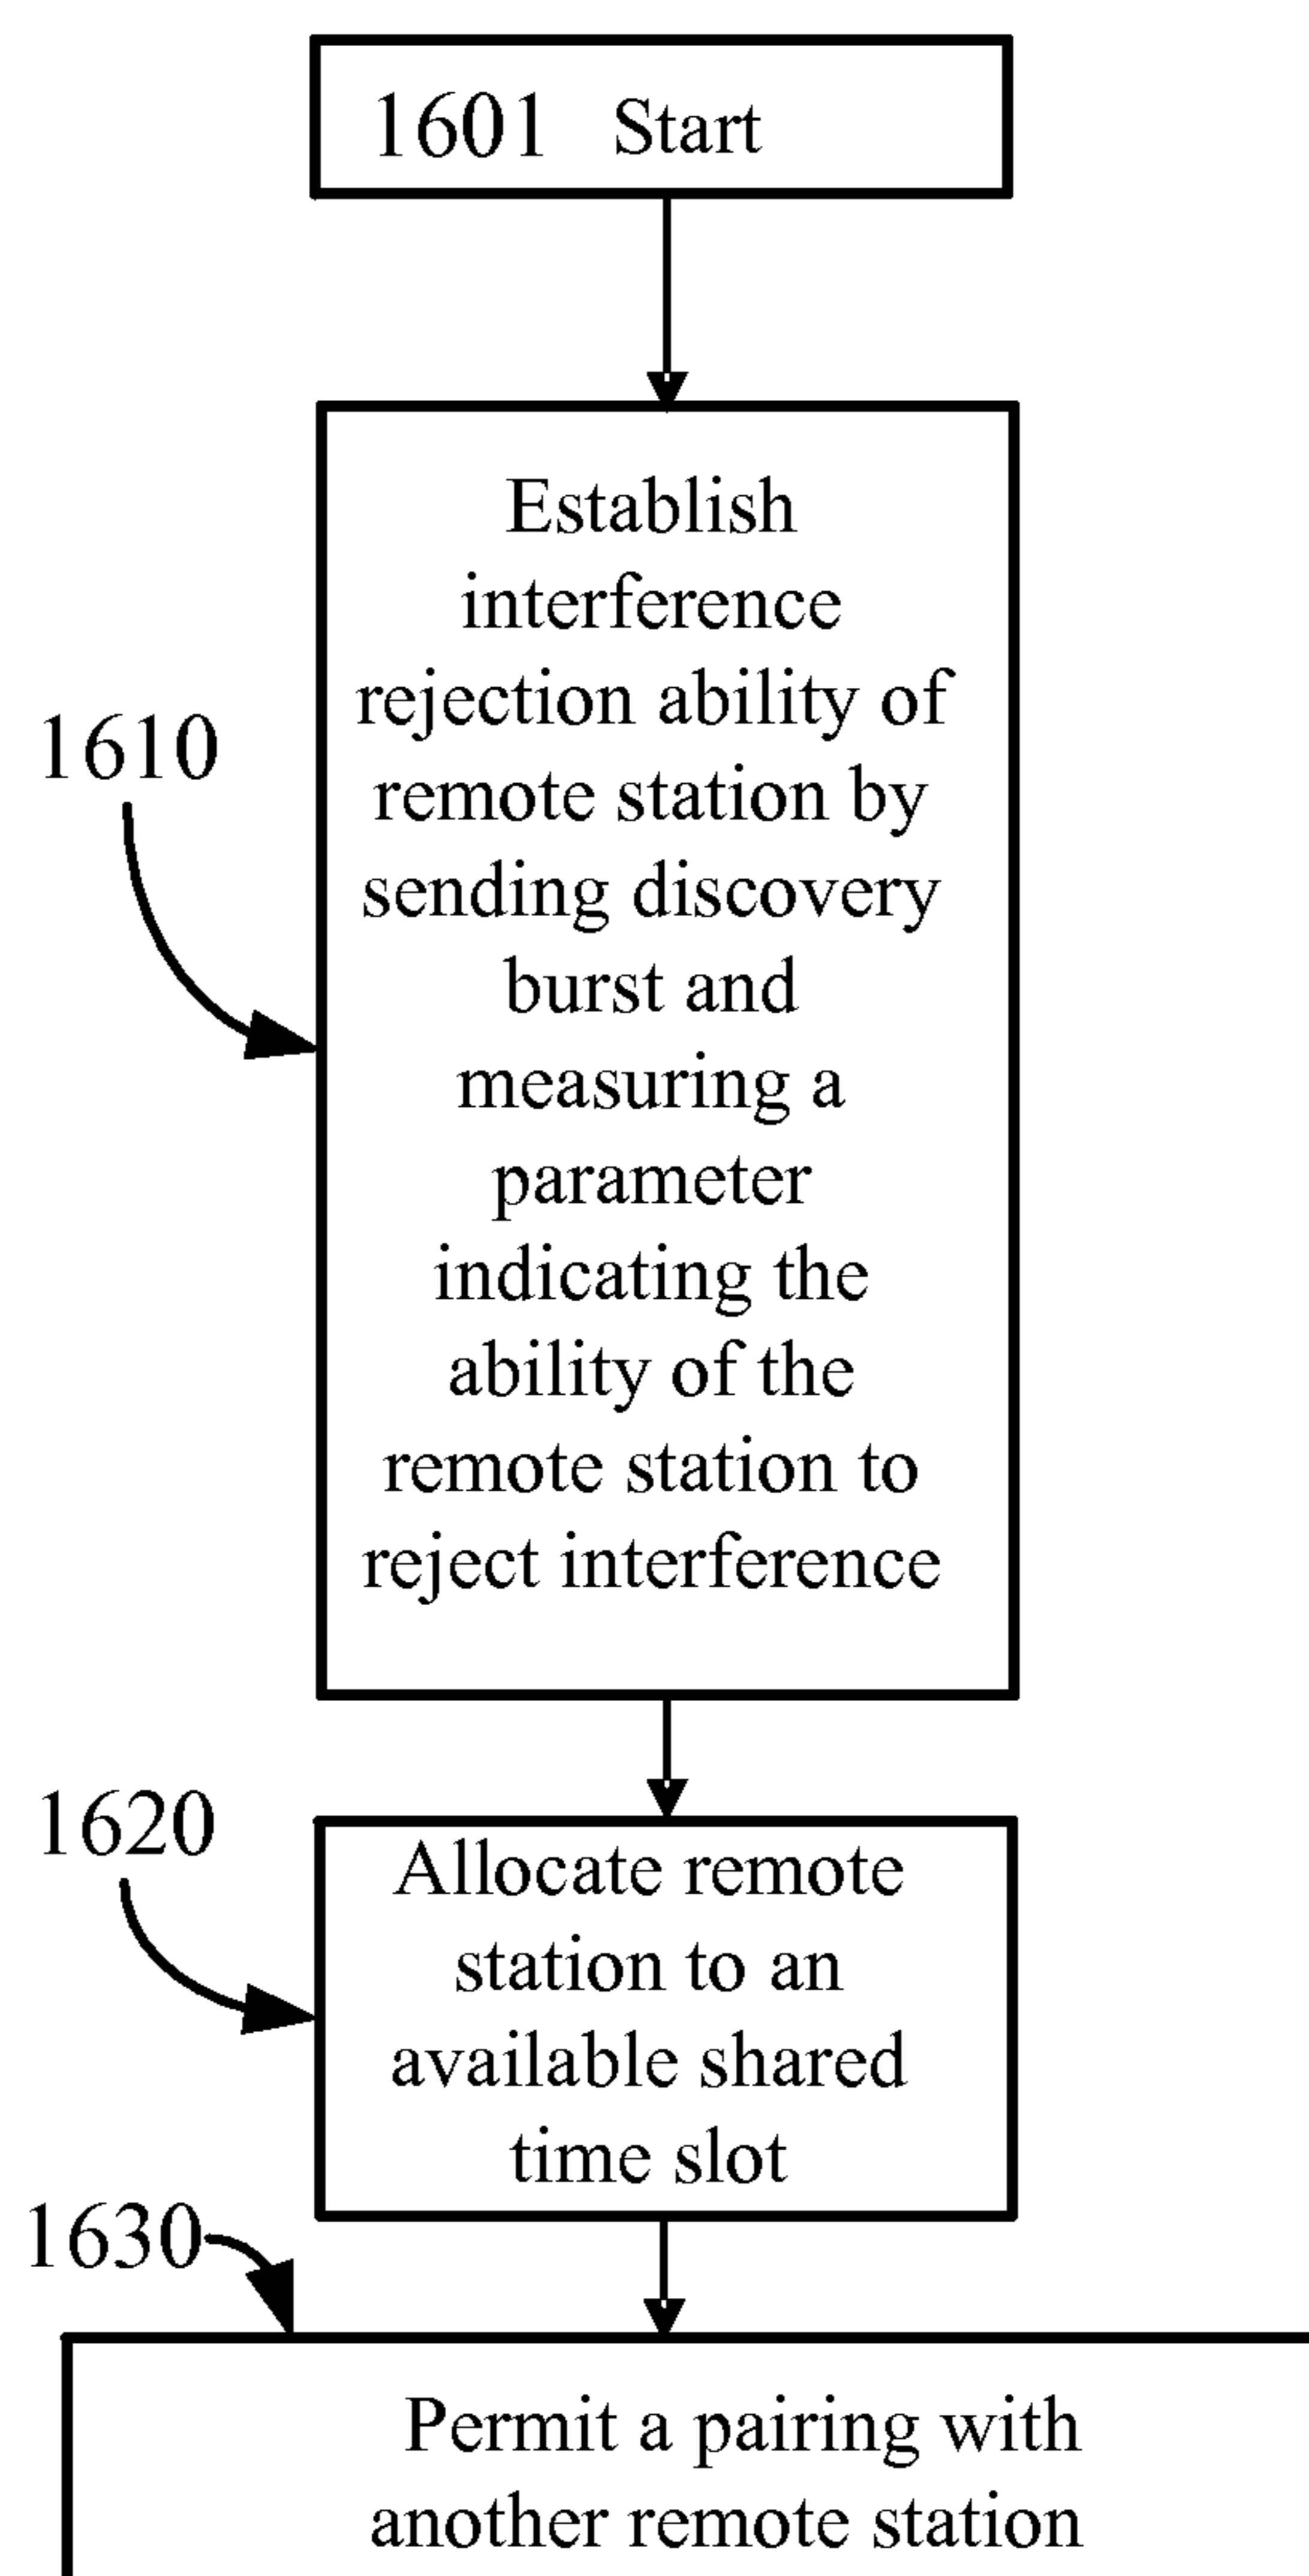 1601 Start
Establish
interference
rejection ability of
remote station by
sending discovery
burst and
measuring a
parameter
indicating the
ability of the
remote station to
reject interference
1610
Allocate remote
station to an
available shared
time slot
1620
1630
Permit a pairing with
another remote station